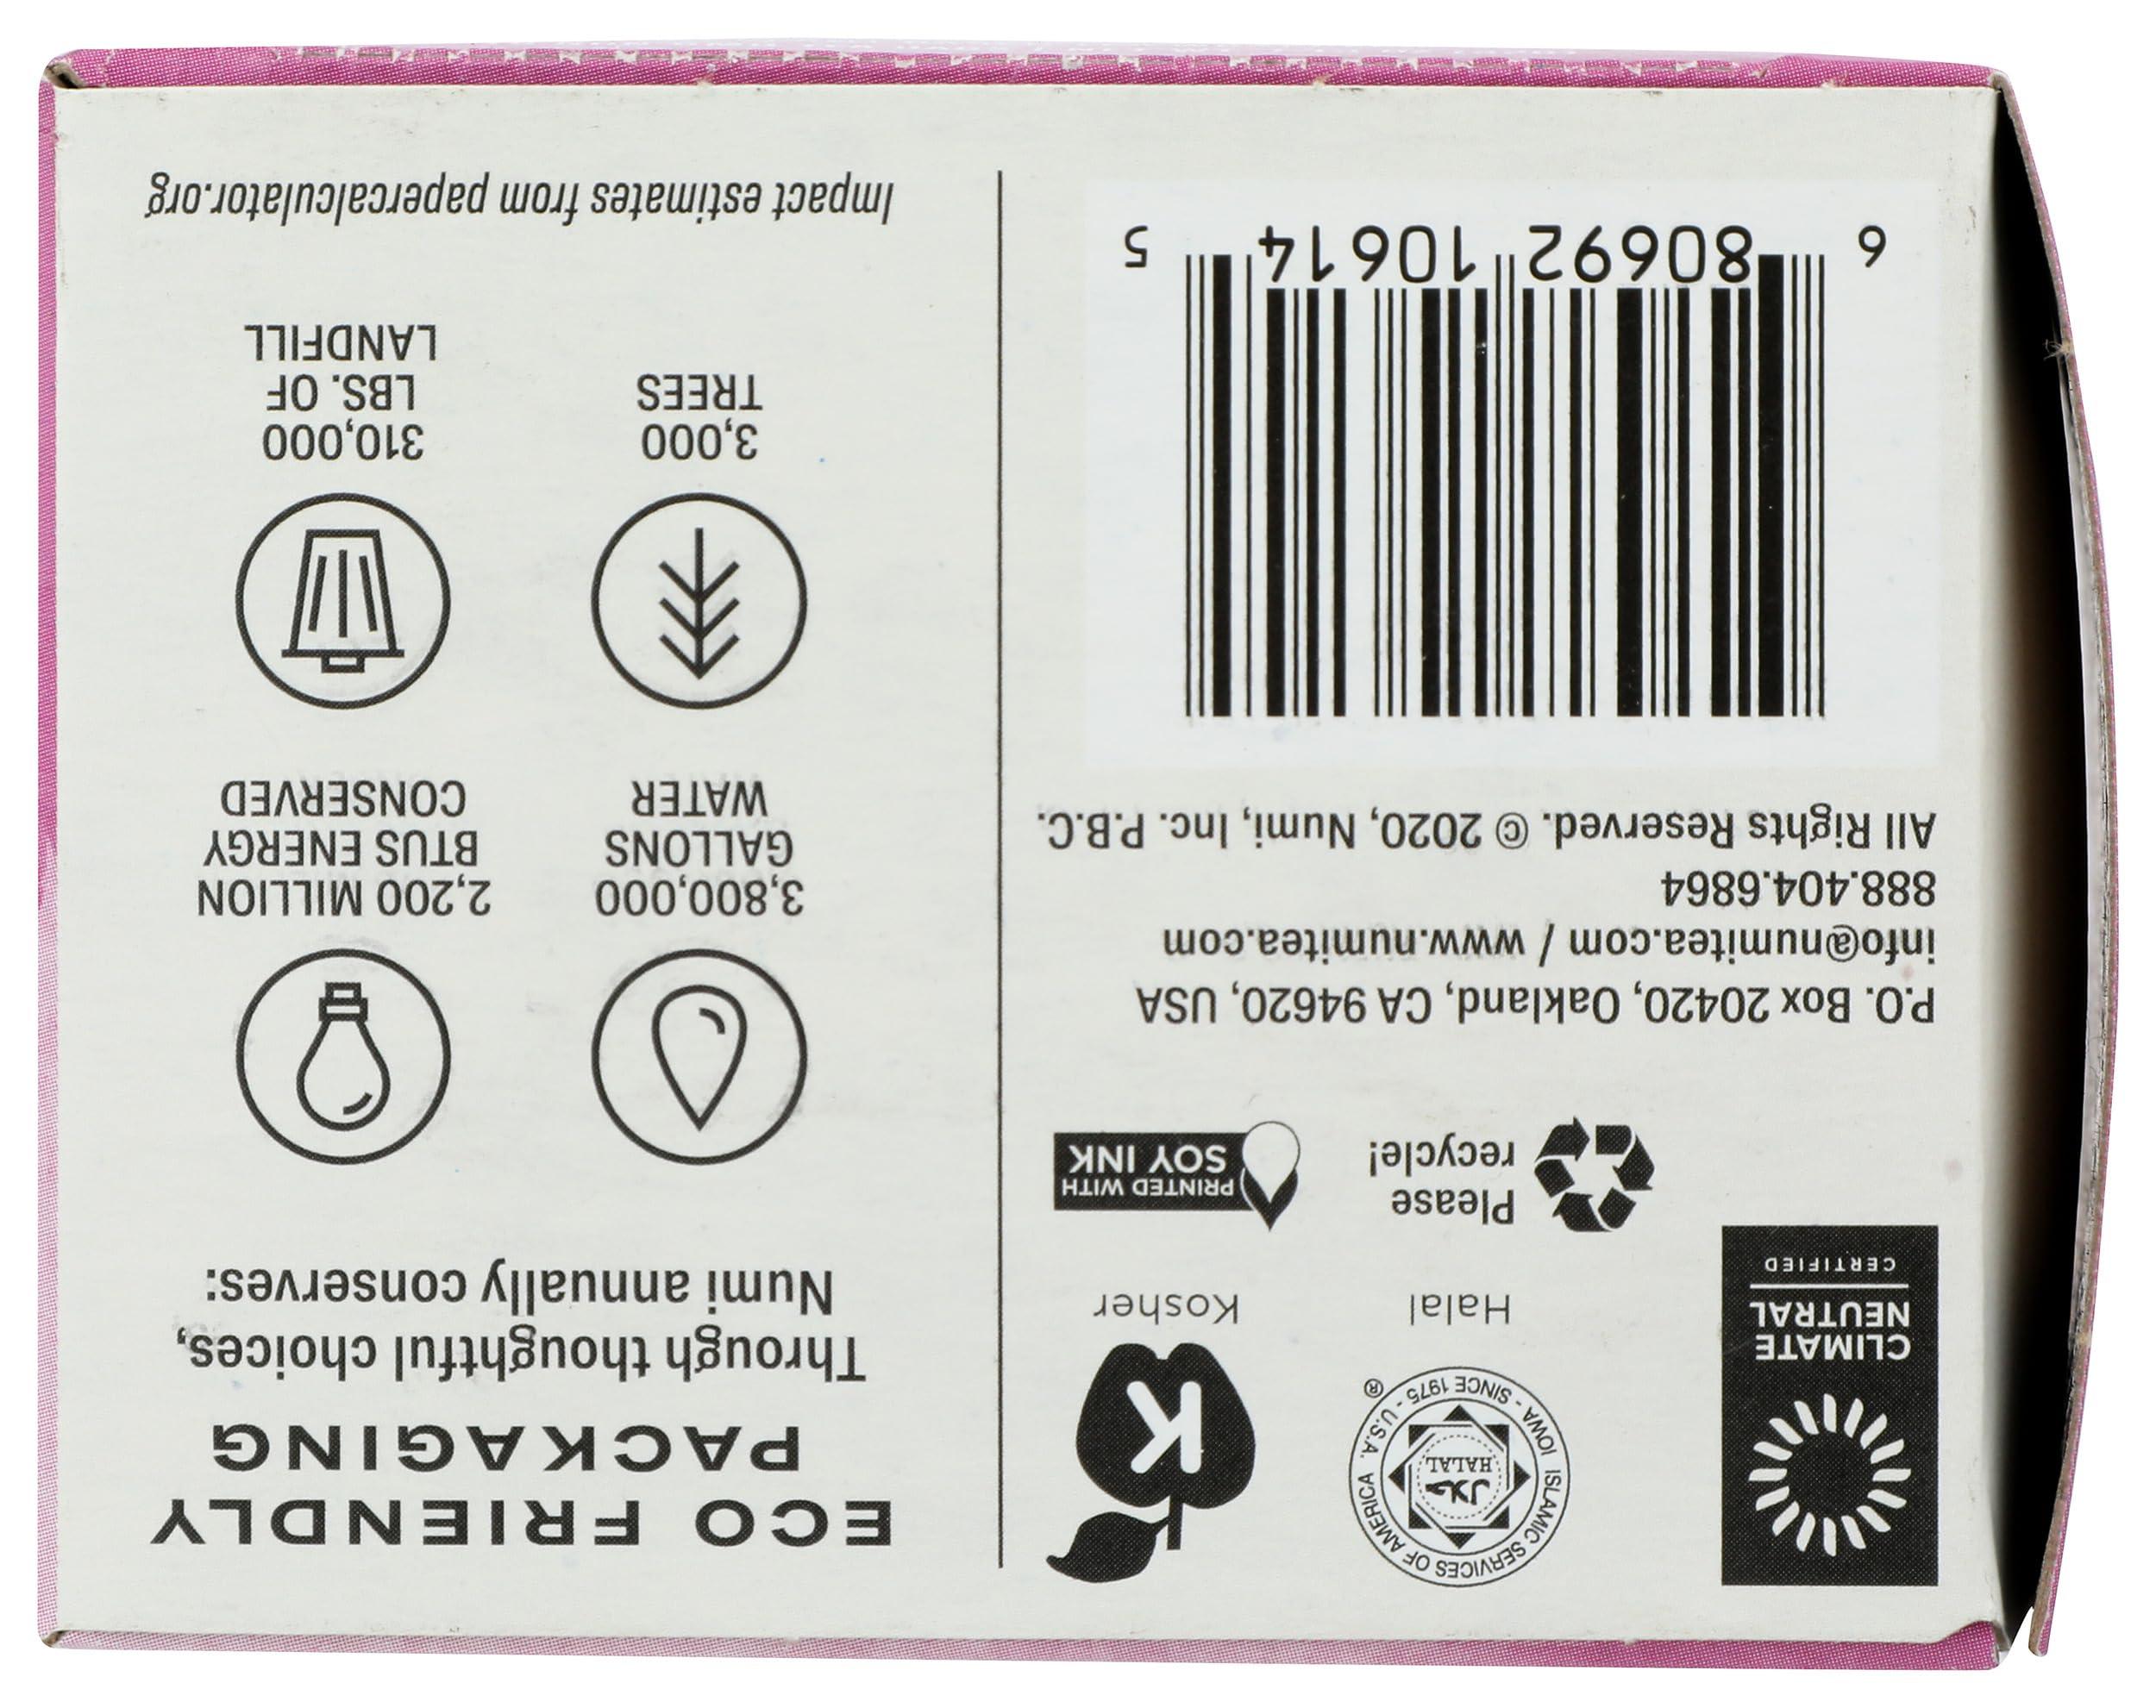 CLIMATE
NEUTRAL
CERTIFIED
ISLAMIC SERVICES OF AMERICA
IOWA - SINCE 1975 - U.S.A. ®
HALAL
Halal
K
Kosher
Please
recycle!
PRINTED WITH
SOY INK
P.O. Box 20420, Oakland, CA 94620, USA
info@numitea.com / www.numitea.com
888.404.6864
All Rights Reserved. © 2020, Numi, Inc. P.B.C.
6 80692 10614 5
ECO FRIENDLY
PACKAGING
Through thoughtful choices,
Numi annually conserves:
3,800,000
GALLONS
WATER
2,200 MILLION
BTUS ENERGY
CONSERVED
3,000
TREES
310,000
LBS. OF
LANDFILL
Impact estimates from papercalculator.org